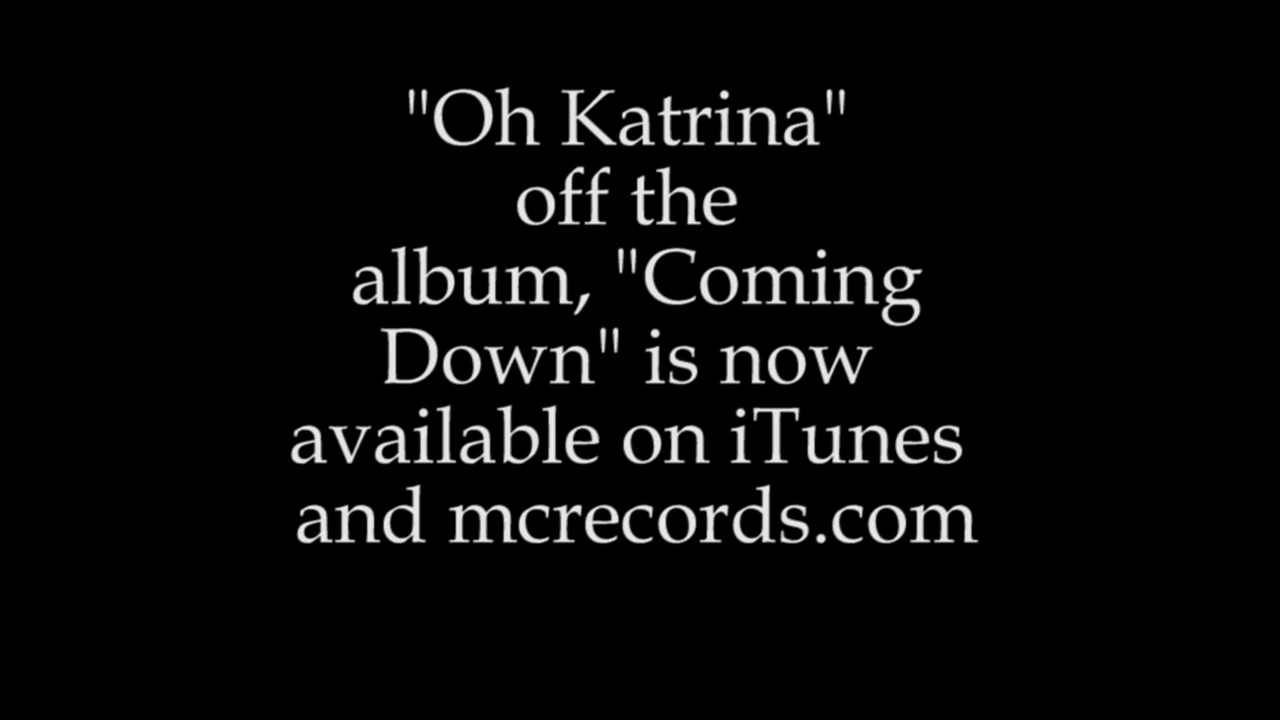 "Oh Katrina"
off the
album, "Coming
Down" is now
available on iTunes
and mcrecords.com